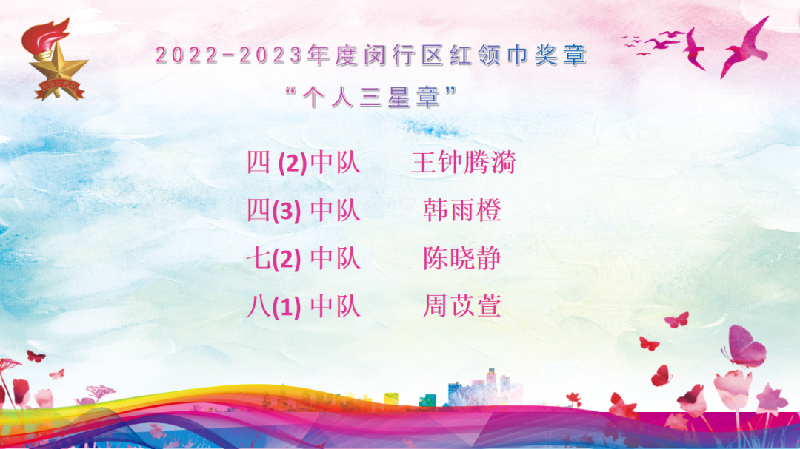 2022-2023年度闵行区红领巾奖章
“个人三星章”
四 (2)中队 王钟腾漪
四(3) 中队 韩雨橙
七(2) 中队 陈晓静
八(1) 中队 周苡萱